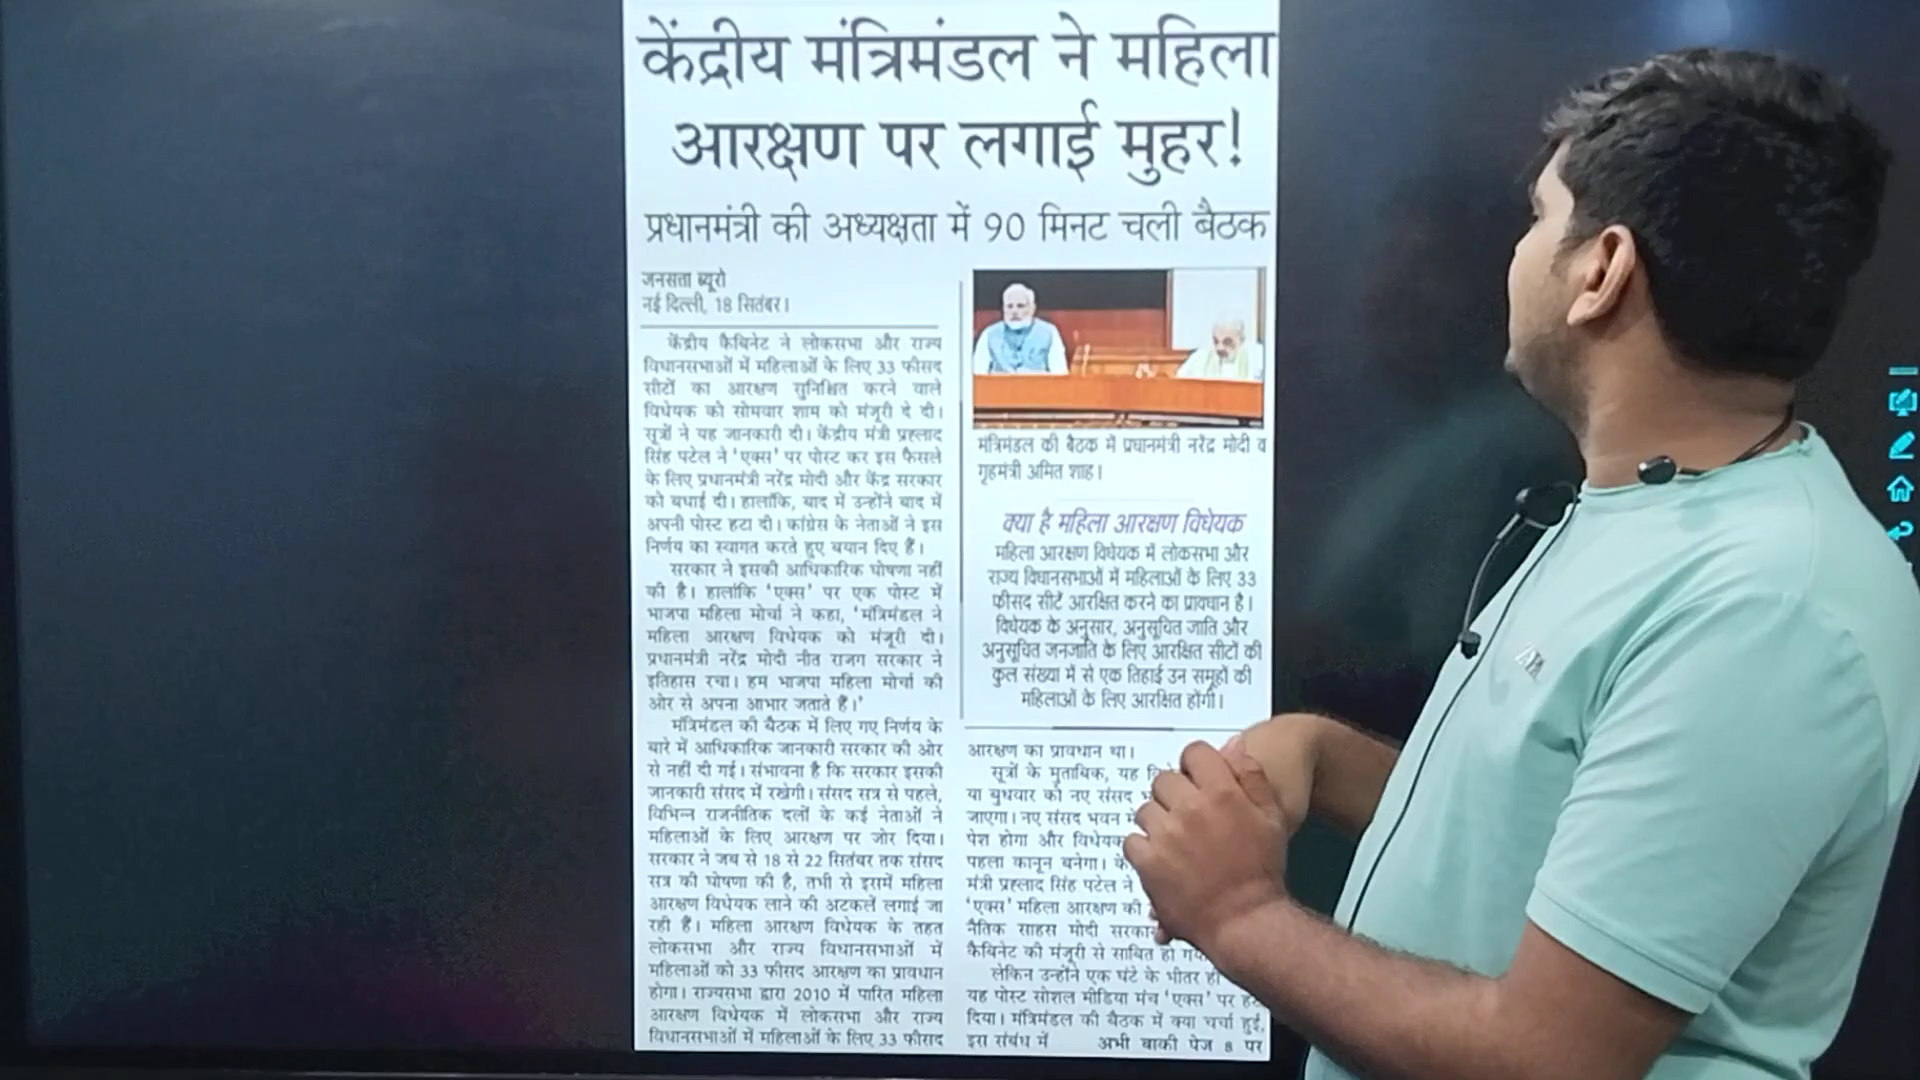 केंद्रीय मंत्रिमंडल ने महिला
आरक्षण पर लगाई मुहर!
प्रधानमंत्री की अध्यक्षता में 90 मिनट चली बैठक
जनसत्ता ब्यूरो
नई दिल्ली, 18 सितंबर।
केंद्रीय कैबिनेट ने लोकसभा और राज्य
विधानसभाओं में महिलाओं के लिए 33 फीसद
सीटों का आरक्षण सुनिश्चित करने वाले
विधेयक को सोमवार शाम को मंजूरी दे दी।
सूत्रों ने यह जानकारी दी। केंद्रीय मंत्री प्रह्लाद
सिंह पटेल ने 'एक्स' पर पोस्ट कर इस फैसले
के लिए प्रधानमंत्री नरेंद्र मोदी और केंद्र सरकार
को बधाई दी। हालांकि, बाद में उन्होंने बाद में
अपनी पोस्ट हटा दी। कांग्रेस के नेताओं ने इस
निर्णय का स्वागत करते हुए बयान दिए हैं।
सरकार ने इसकी आधिकारिक घोषणा नहीं
की है। हालांकि 'एक्स' पर एक पोस्ट में
भाजपा महिला मोर्चा ने कहा, 'मंत्रिमंडल ने
महिला आरक्षण विधेयक को मंजूरी दी।
प्रधानमंत्री नरेंद्र मोदी नीत राजग सरकार ने
इतिहास रचा। हम भाजपा महिला मोर्चा की
ओर से अपना आभार जताते हैं।'
मंत्रिमंडल की बैठक में लिए गए निर्णय के
बारे में आधिकारिक जानकारी सरकार की ओर
से नहीं दी गई। संभावना है कि सरकार इसकी
जानकारी संसद में रखेगी। संसद सत्र से पहले,
विभिन्न राजनीतिक दलों के कई नेताओं ने
महिलाओं के लिए आरक्षण पर जोर दिया।
सरकार ने जब से 18 से 22 सितंबर तक संसद
सत्र की घोषणा की है, तभी से इसमें महिला
आरक्षण विधेयक लाने की अटकलें लगाई जा
रही हैं। महिला आरक्षण विधेयक के तहत
लोकसभा और राज्य विधानसभाओं में
महिलाओं को 33 फीसद आरक्षण का प्रावधान
होगा। राज्यसभा द्वारा 2010 में पारित महिला
आरक्षण विधेयक में लोकसभा और राज्य
विधानसभाओं में महिलाओं के लिए 33 फीसद
मंत्रिमंडल की बैठक में प्रधानमंत्री नरेंद्र मोदी व
गृहमंत्री अमित शाह।
क्या है महिला आरक्षण विधेयक
महिला आरक्षण विधेयक में लोकसभा और
राज्य विधानसभाओं में महिलाओं के लिए 33
फीसद सीटें आरक्षित करने का प्रावधान है।
विधेयक के अनुसार, अनुसूचित जाति और
अनुसूचित जनजाति के लिए आरक्षित सीटों की
कुल संख्या में से एक तिहाई उन समूहों की
महिलाओं के लिए आरक्षित होंगी।
आरक्षण का प्रावधान था।
सूत्रों के मुताबिक, यह
या बुधवार को नए संसद
जाएगा। नए संसद भवन
पेश होगा और विधेयक
पहला कानून बनेगा।
मंत्री प्रह्लाद सिंह पटेल ने
'एक्स' महिला आरक्षण की
नैतिक साहस मोदी सरकार
कैबिनेट की मंजूरी से साबित हो
लेकिन उन्होंने एक घंटे के भीतर ही
यह पोस्ट सोशल मीडिया मंच 'एक्स' पर
दिया। मंत्रिमंडल की बैठक में क्या चर्चा हुई,
इस संबंध में अभी बाकी पेज 8 पर